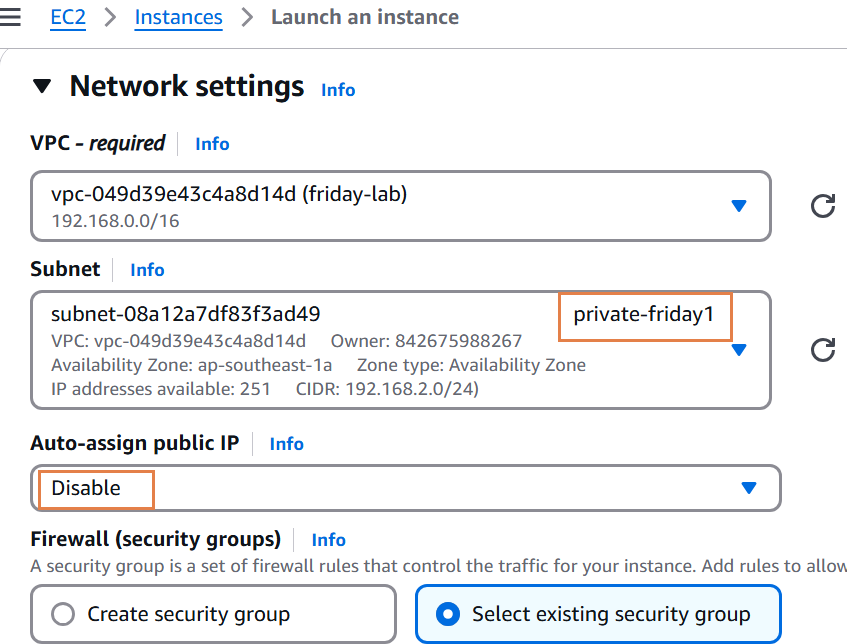 EC2 > Instances > Launch an instance
Network settings Info
VPC - required Info
vpc-049d39e43c4a8d14d (friday-lab)
192.168.0.0/16
Subnet Info
subnet-08a12a7df83f3ad49 private-friday1
VPC: vpc-049d39e43c4a8d14d Owner: 842675988267
Availability Zone: ap-southeast-1a Zone type: Availability Zone
IP addresses available: 251 CIDR: 192.168.2.0/24)
Auto-assign public IP Info
Disable
Firewall (security groups) Info
A security group is a set of firewall rules that control the traffic for your instance. Add rules to allow
Create security group Select existing security group